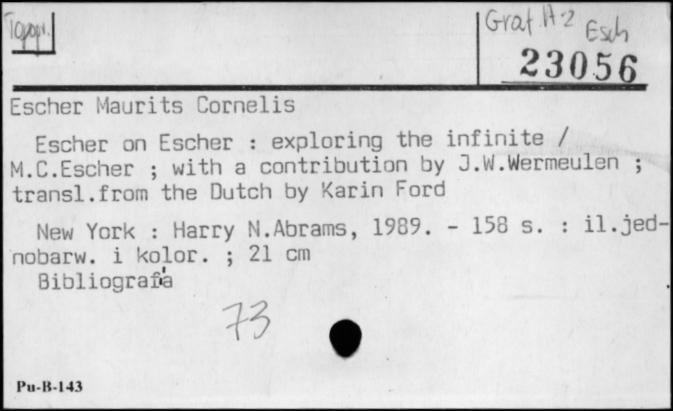 Topogr.
Graf A-2 Esch
23056
Escher Maurits Cornelis
Escher on Escher : exploring the infinite /
M.C.Escher ; with a contribution by J.W.Wermeulen ;
transl.from the Dutch by Karin Ford
New York : Harry N.Abrams, 1989. - 158 s. : il.jed-
nobarw. i kolor. ; 21 cm
Bibliografia
73
Pu-B-143